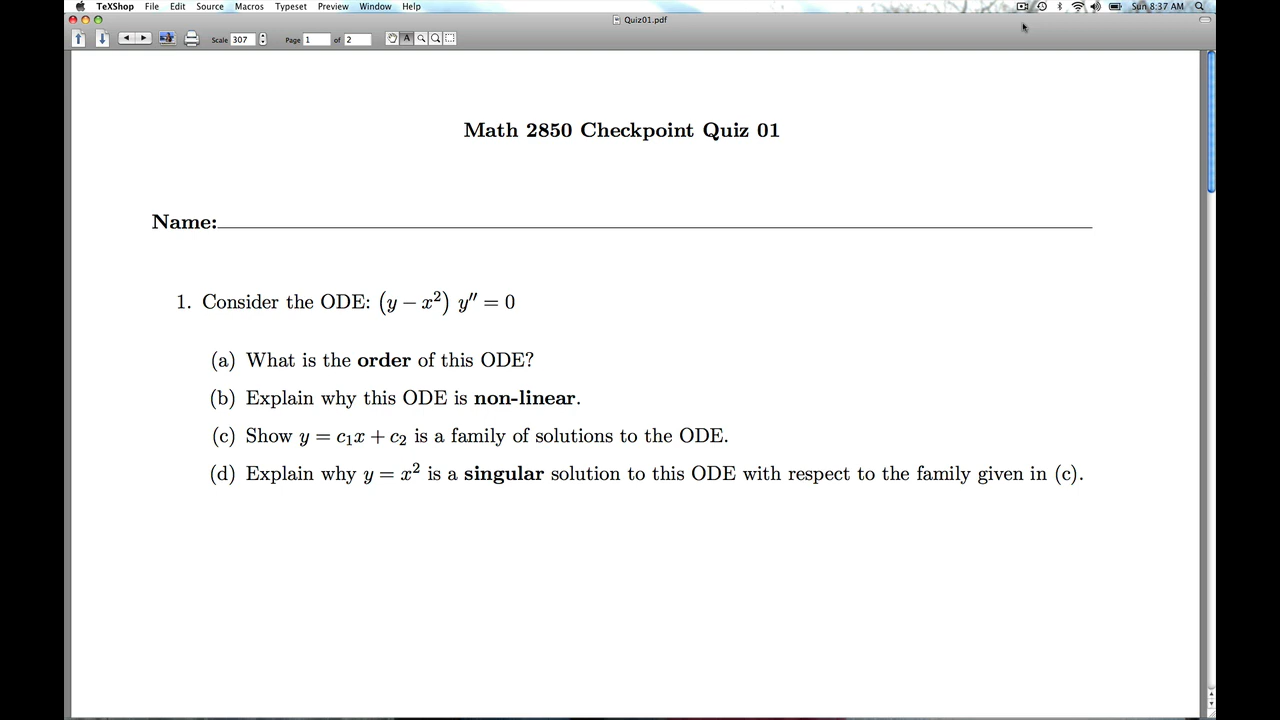 TeXShop File Edit Source Macros Typeset Preview Window Help Sun 8:37 AM
Quiz01.pdf
Scale 307 Page 1 of 2 A
Math 2850 Checkpoint Quiz 01
Name:
1. Consider the ODE: (y − x²) y″ = 0
(a) What is the order of this ODE?
(b) Explain why this ODE is non-linear.
(c) Show y = c₁x + c₂ is a family of solutions to the ODE.
(d) Explain why y = x² is a singular solution to this ODE with respect to the family given in (c).